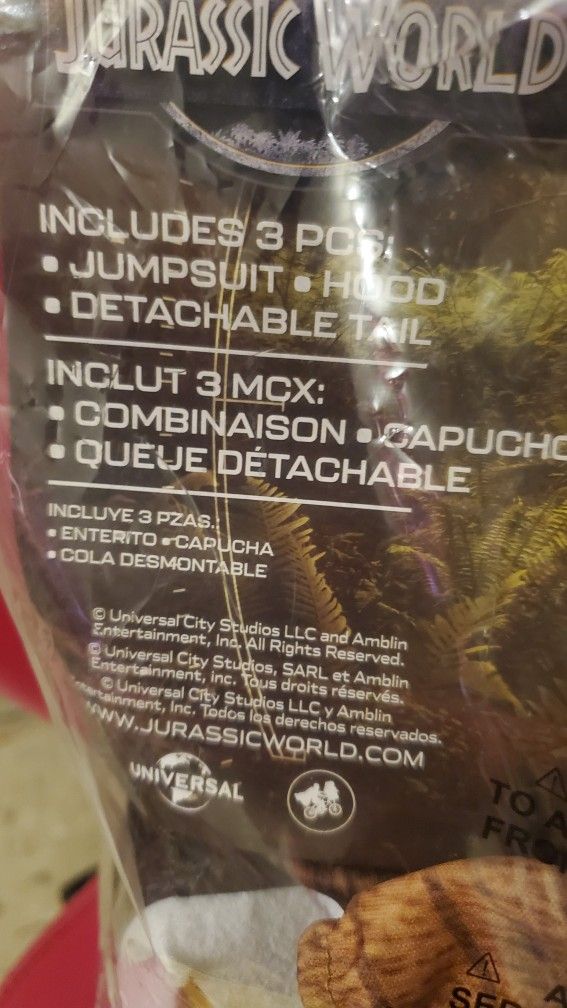 JURASSIC WORLD
INCLUDES 3 PCS:
• JUMPSUIT • HOOD
• DETACHABLE TAIL
INCLUT 3 MCX:
• COMBINAISON • CAPUCHO
• QUEUE DÉTACHABLE
INCLUYE 3 PZAS.:
• ENTERITO • CAPUCHA
• COLA DESMONTABLE
© Universal City Studios LLC and Amblin
Entertainment, Inc. All Rights Reserved.
© Universal City Studios, SARL et Amblin
Entertainment, inc. Tous droits réservés.
© Universal City Studios LLC y Amblin
Entertainment, Inc. Todos los derechos reservados.
WWW.JURASSICWORLD.COM
UNIVERSAL
TO A
FRO
SE